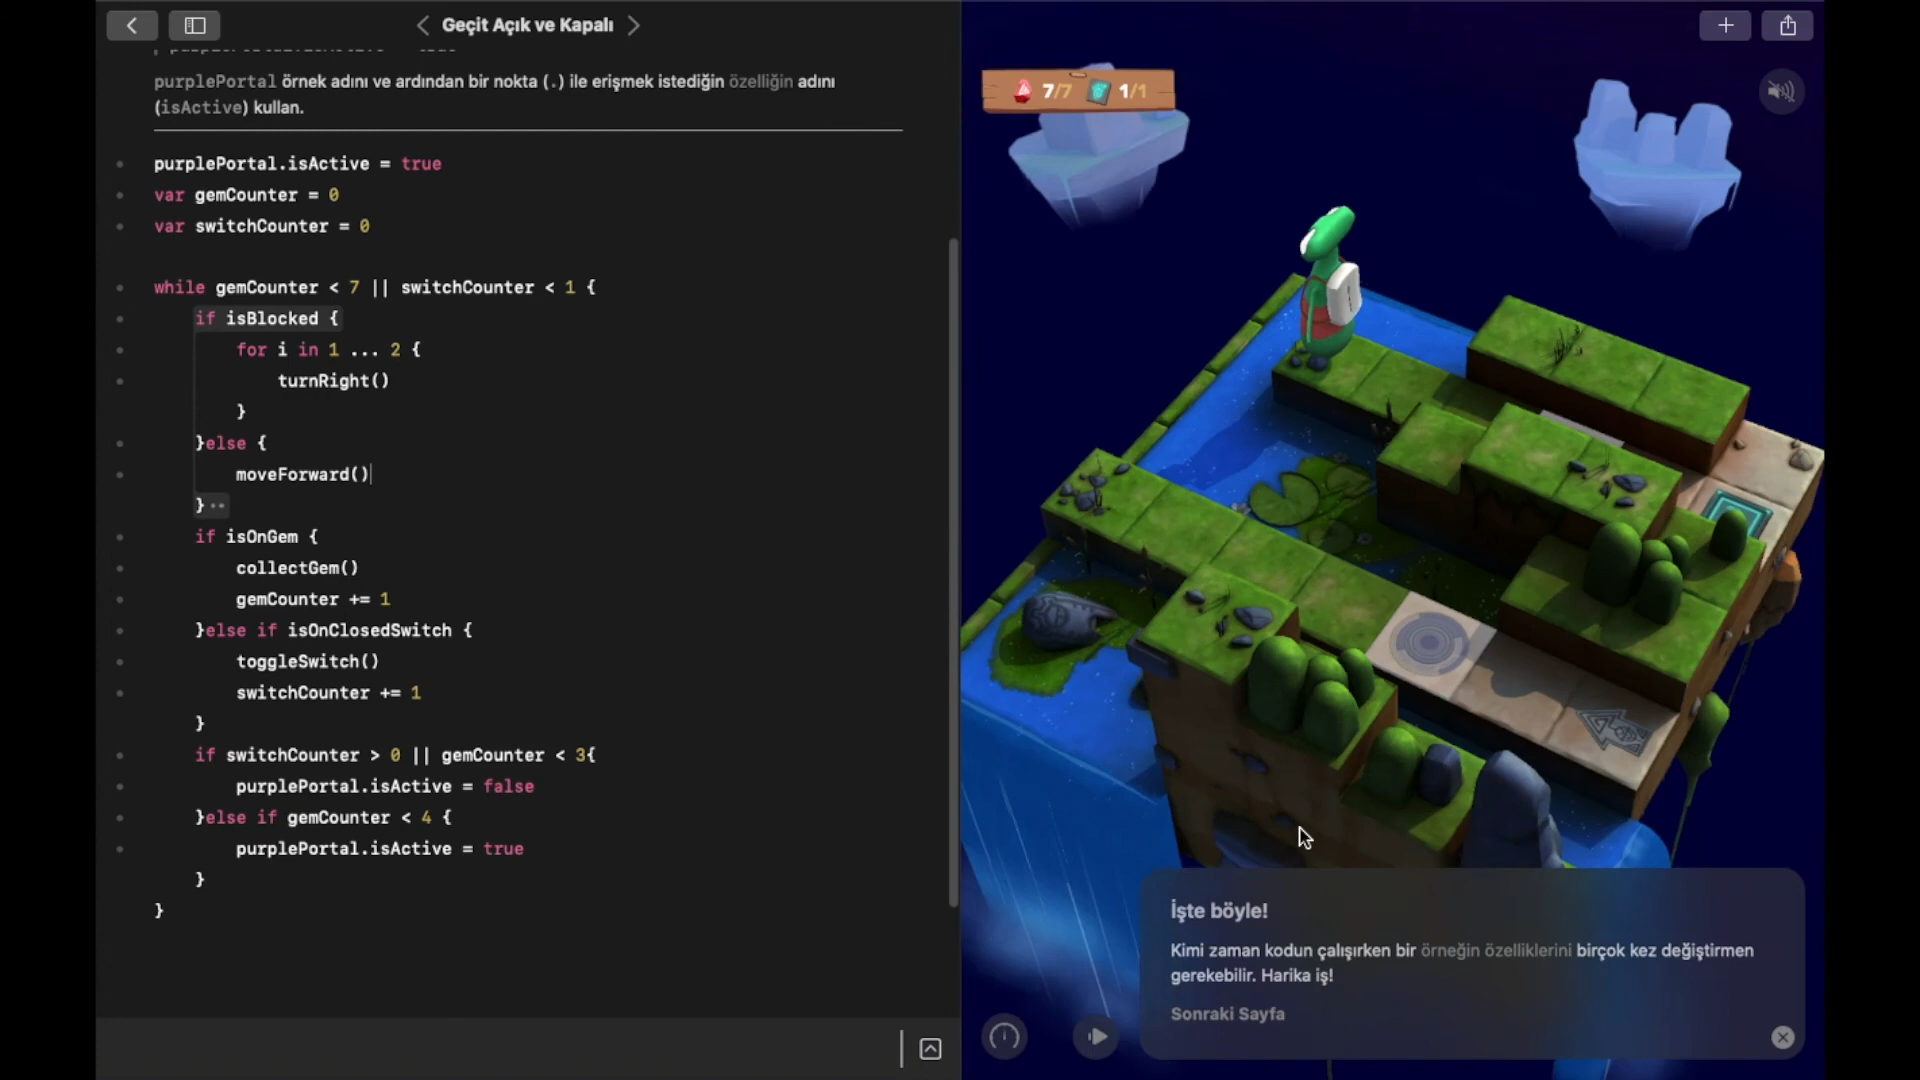 Geçit Açık ve Kapalı
purplePortal örnek adını ve ardından bir nokta (.) ile erişmek istediğin özelliğin adını
(isActive) kullan.
purplePortal.isActive = true
var gemCounter = 0
var switchCounter = 0
while gemCounter < 7 || switchCounter < 1 {
if isBlocked {
for i in 1 ... 2 {
turnRight()
}
}else {
moveForward()
}
if isOnGem {
collectGem()
gemCounter += 1
}else if isOnClosedSwitch {
toggleSwitch()
switchCounter += 1
}
if switchCounter > 0 || gemCounter < 3{
purplePortal.isActive = false
}else if gemCounter < 4 {
purplePortal.isActive = true
}
}
7/7 1/1
İşte böyle!
Kimi zaman kodun çalışırken bir örneğin özelliklerini birçok kez değiştirmen
gerekebilir. Harika iş!
Sonraki Sayfa